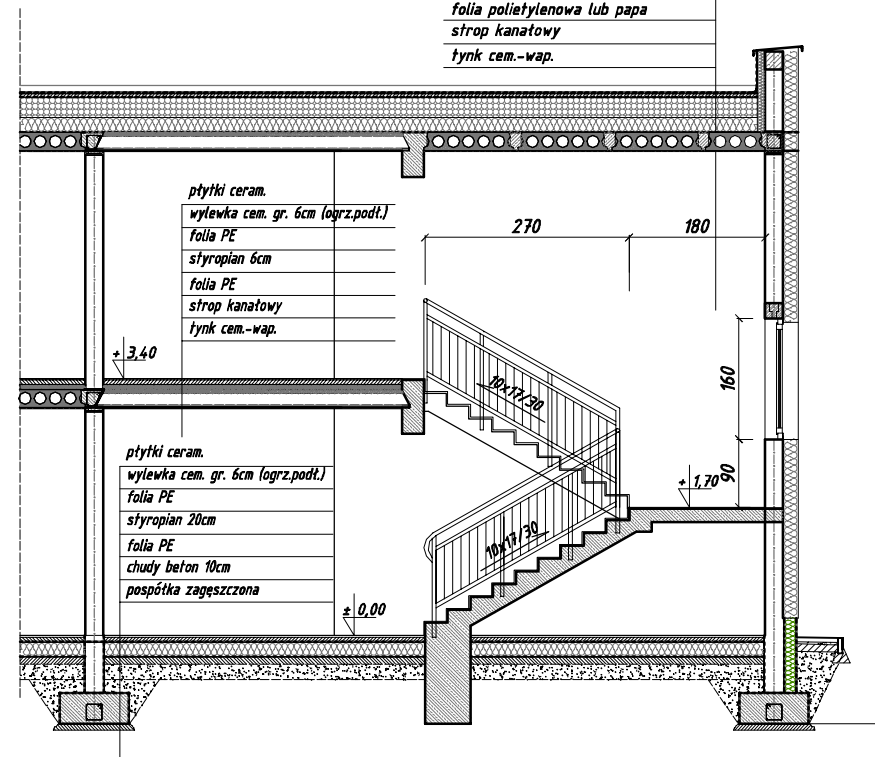 folia polietylenowa lub papa
strop kanałowy
tynk cem.-wap.
płytki ceram.
wylewka cem. gr. 6cm (ogrz.podł.)
folia PE
styropian 6cm
folia PE
strop kanałowy
tynk cem.-wap.
270
180
+ 3,40
160
10x17/30
90
+ 1,70
płytki ceram.
wylewka cem. gr. 6cm (ogrz.podł.)
folia PE
styropian 20cm
folia PE
chudy beton 10cm
pospółka zagęszczona
10x17/30
± 0,00